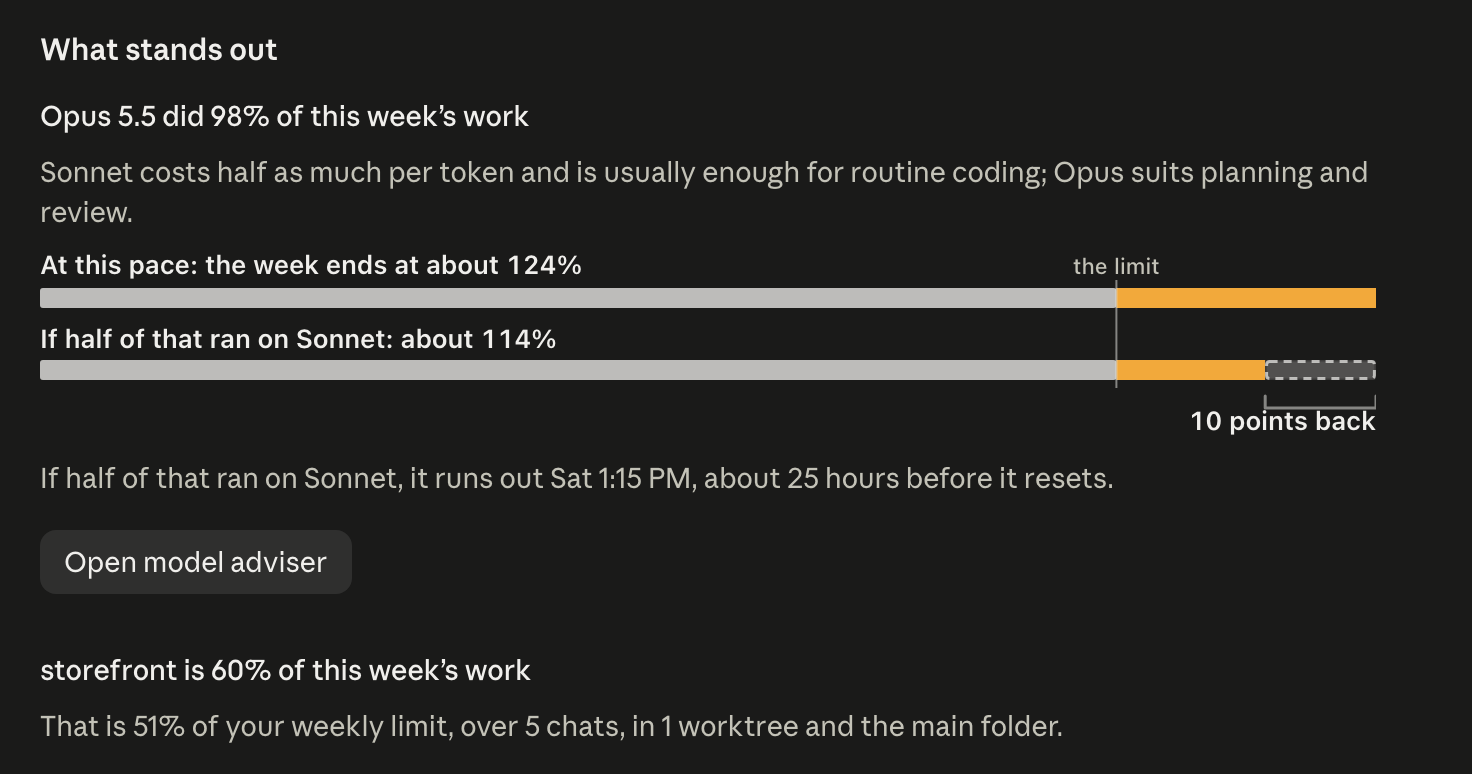 What stands out
Opus 5.5 did 98% of this week’s work
Sonnet costs half as much per token and is usually enough for routine coding; Opus suits planning and
review.
At this pace: the week ends at about 124%
the limit
If half of that ran on Sonnet: about 114%
10 points back
If half of that ran on Sonnet, it runs out Sat 1:15 PM, about 25 hours before it resets.
Open model adviser
storefront is 60% of this week’s work
That is 51% of your weekly limit, over 5 chats, in 1 worktree and the main folder.